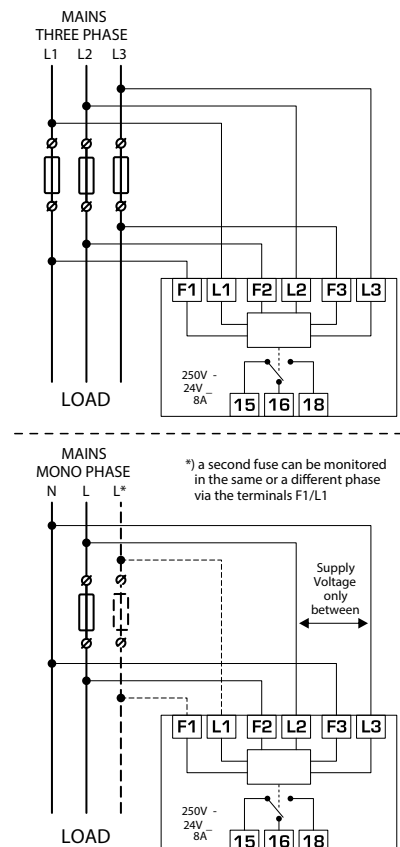 MAINS
THREE PHASE
L1 L2 L3
F1 L1 F2 L2 F3 L3
250V -
24V _
8A
15 16 18
LOAD
MAINS
MONO PHASE
*) a second fuse can be monitored
in the same or a different phase
via the terminals F1/L1
N L L*
Supply
Voltage
only
between
F1 L1 F2 L2 F3 L3
250V -
24V _
8A
15 16 18
LOAD